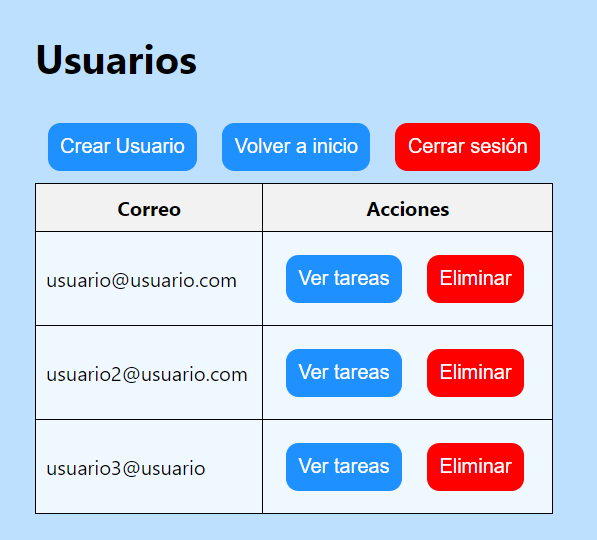 Usuarios
Crear Usuario Volver a inicio Cerrar sesión
Correo Acciones
usuario@usuario.com Ver tareas Eliminar
usuario2@usuario.com Ver tareas Eliminar
usuario3@usuario Ver tareas Eliminar